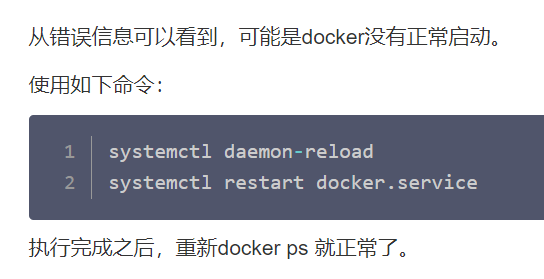 从错误信息可以看到，可能是docker没有正常启动。
使用如下命令：
1 systemctl daemon-reload
2 systemctl restart docker.service
执行完成之后，重新docker ps 就正常了。